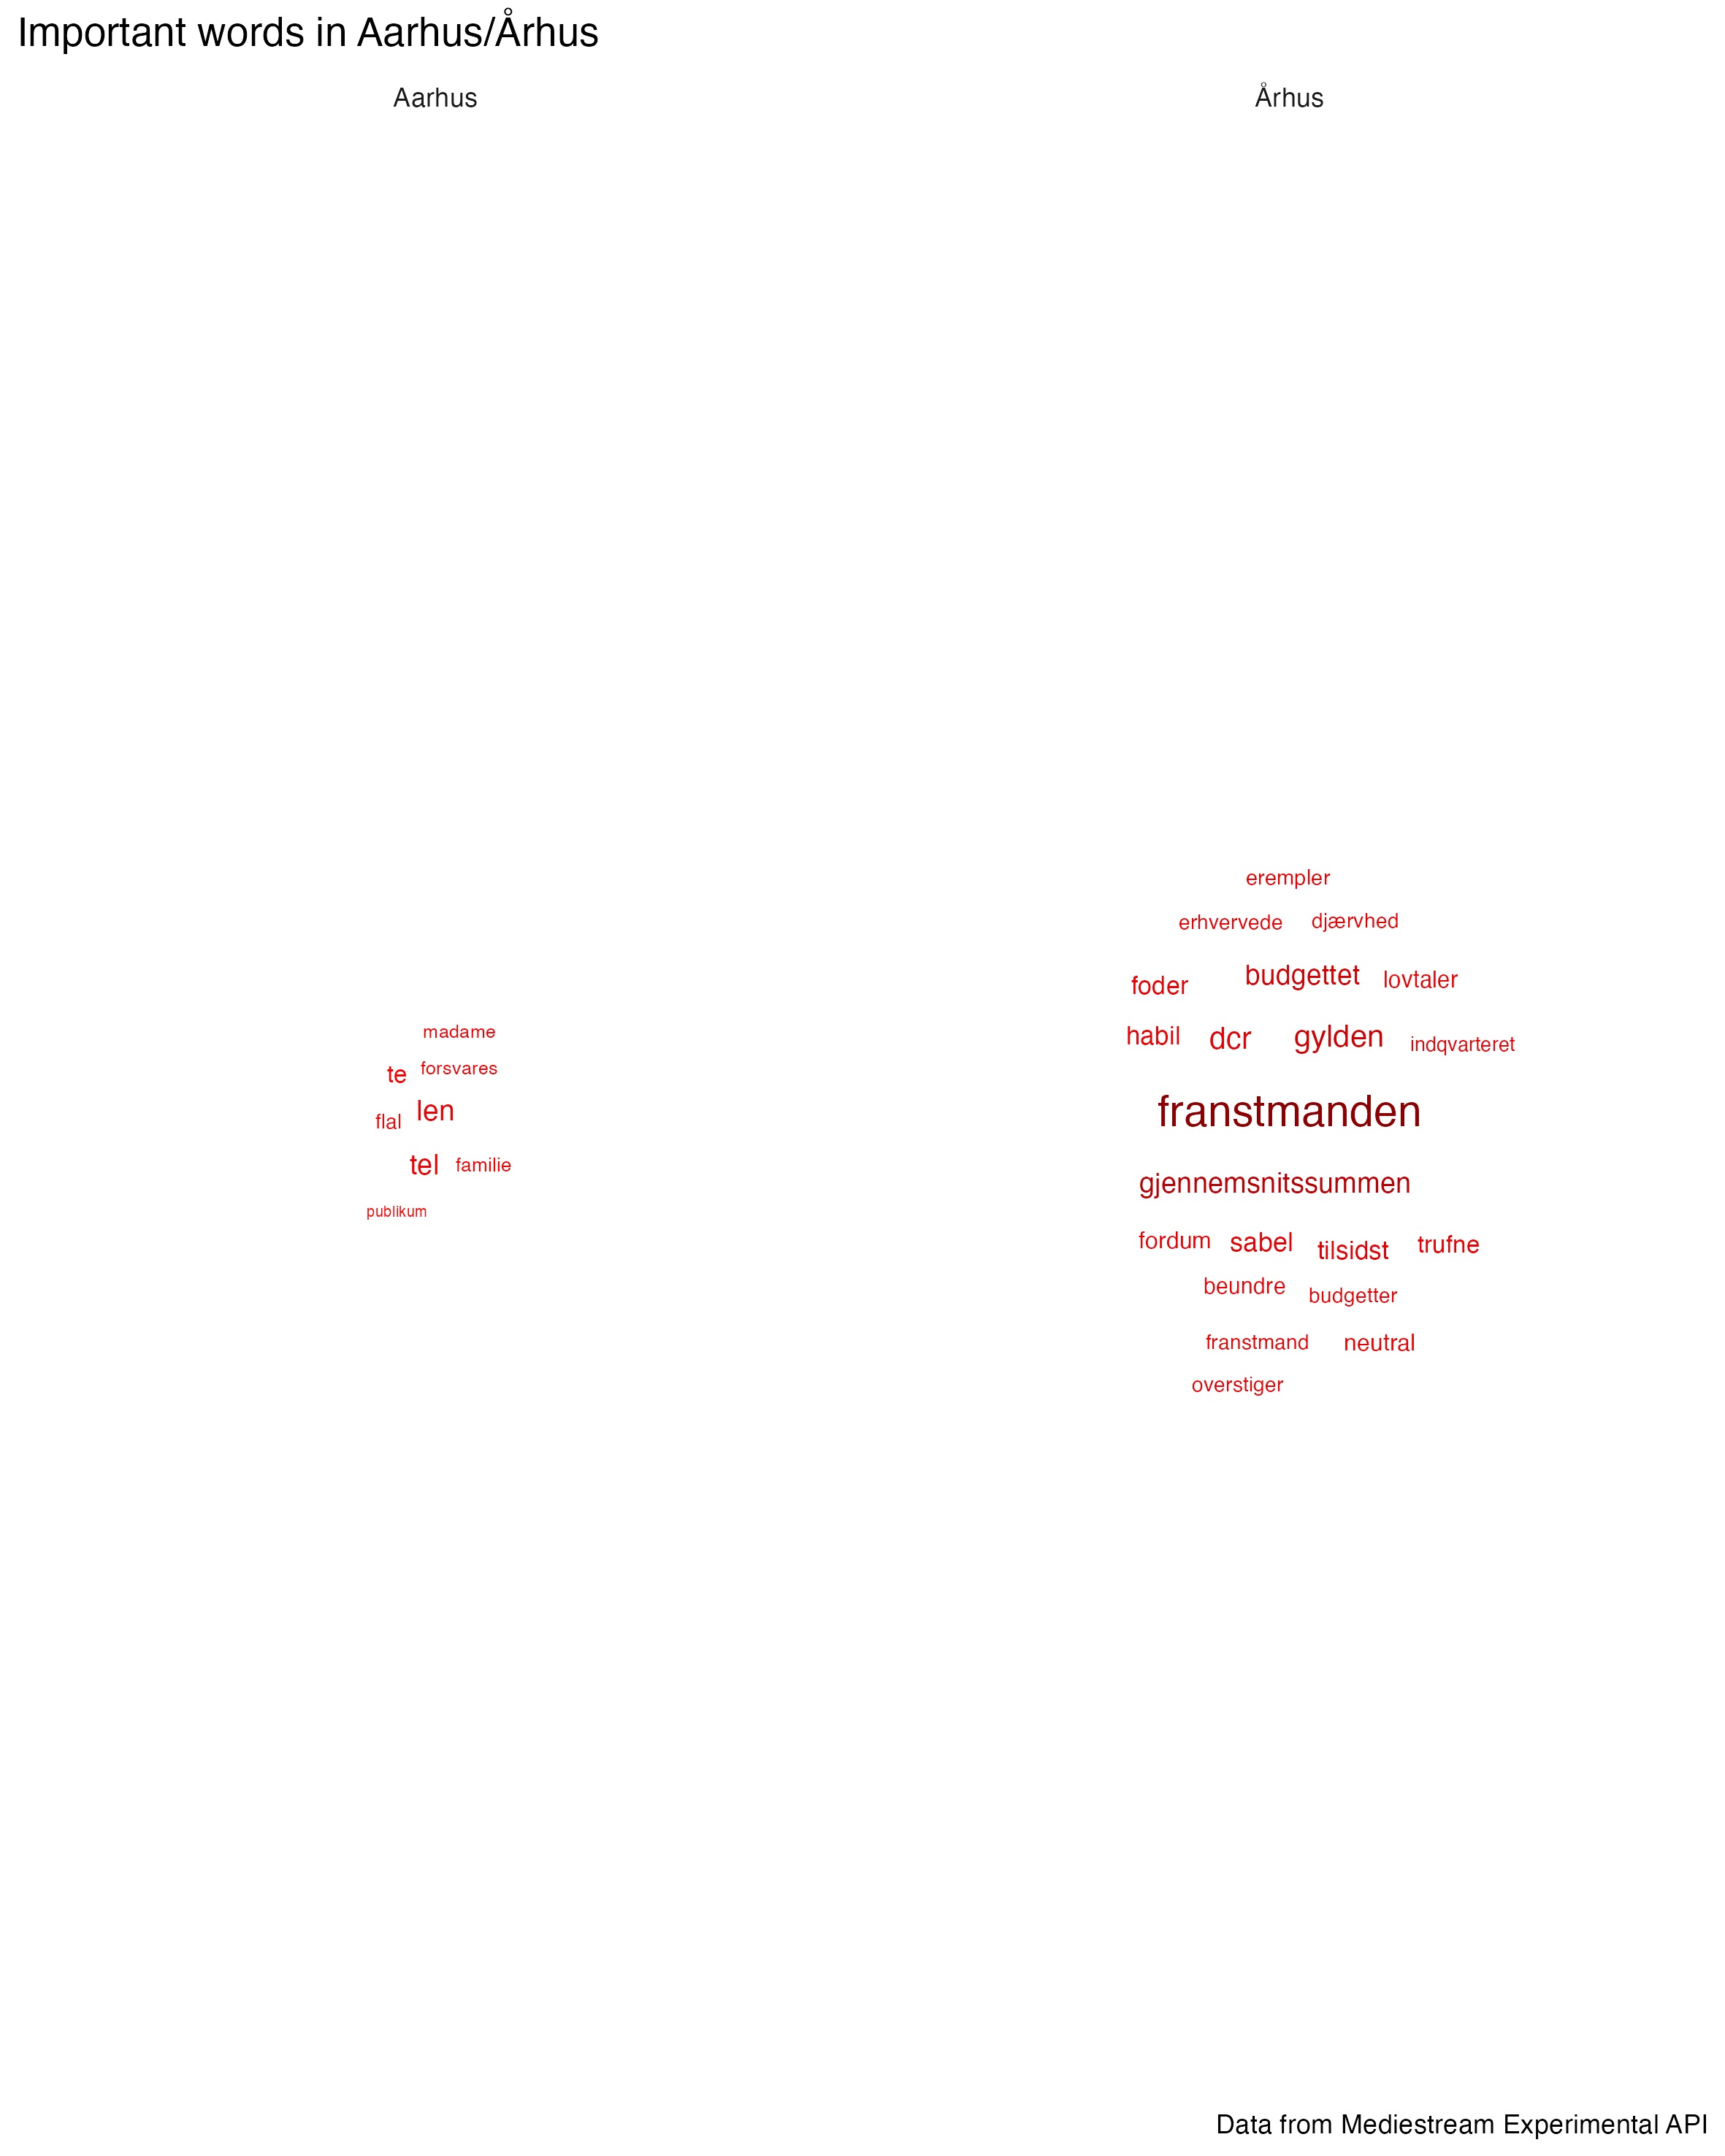 Important words in Aarhus/Århus
Aarhus
Århus
madame
te forsvares
flal len
tel familie
publikum
erempler
erhvervede djærvhed
foder budgettet lovtaler
habil dcr gylden indqvarteret
franstmanden
gjennemsnitssummen
fordum sabel tilsidst trufne
beundre budgetter
franstmand neutral
overstiger
Data from Mediestream Experimental API